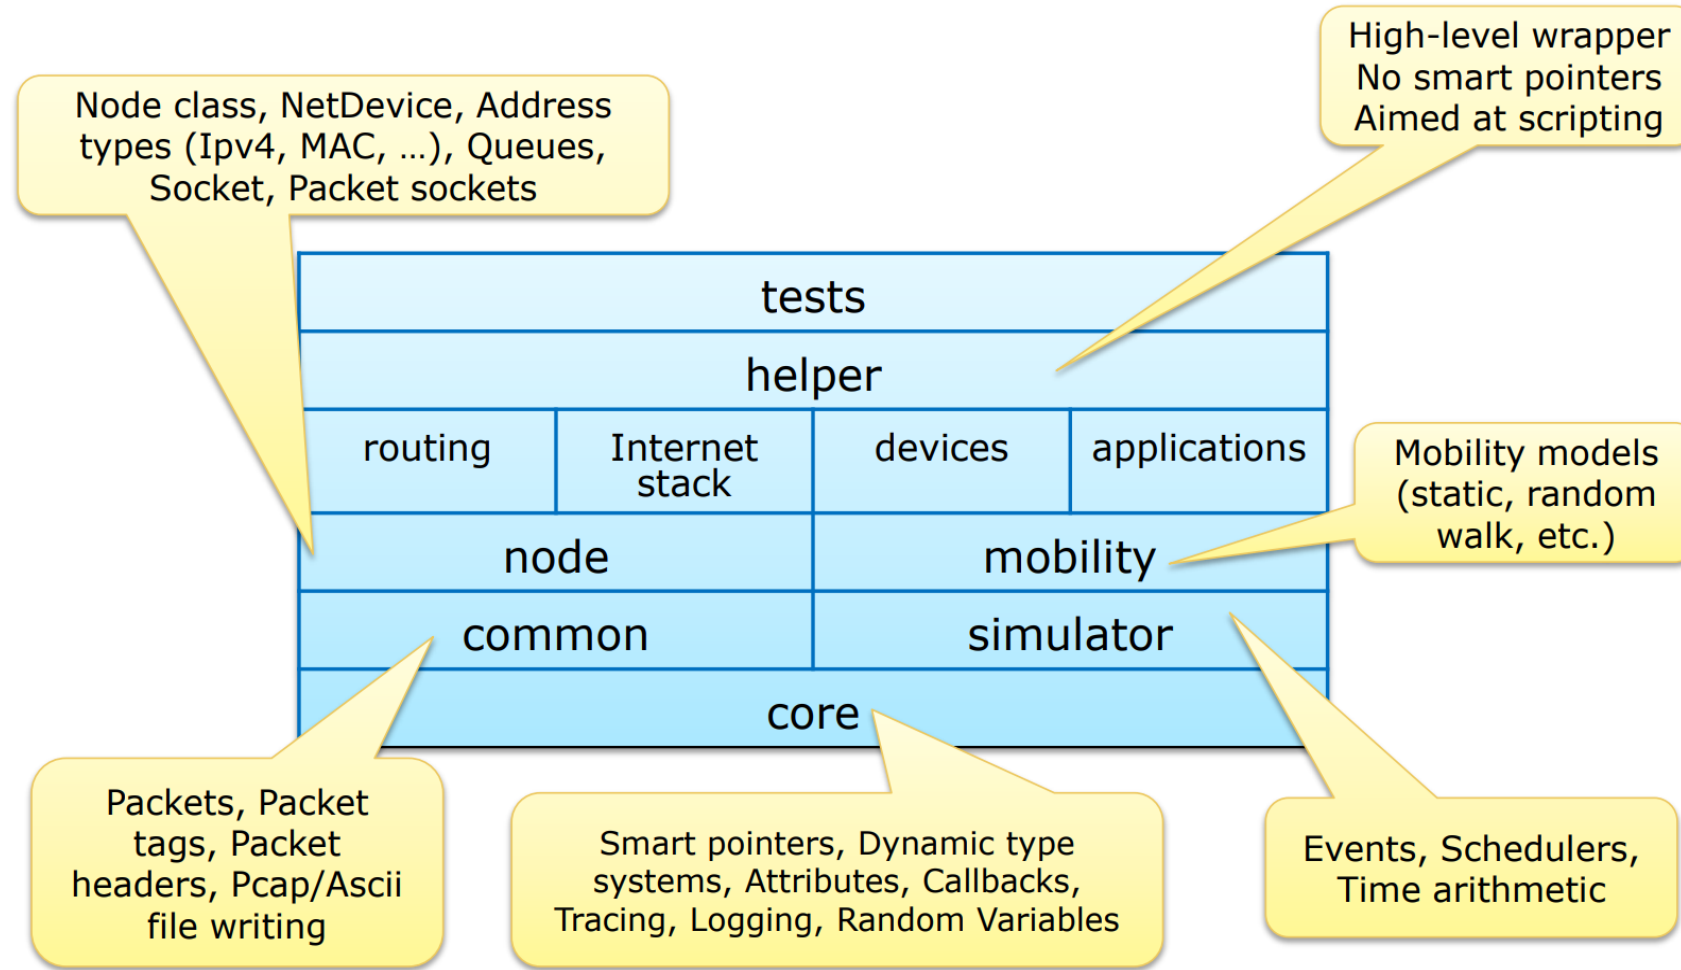 High-level wrapper
No smart pointers
Aimed at scripting
Node class, NetDevice, Address
types (Ipv4, MAC, …), Queues,
Socket, Packet sockets
tests
helper
routing
Internet
stack
devices
applications
Mobility models
(static, random
walk, etc.)
node
mobility
common
simulator
core
Packets, Packet
tags, Packet
headers, Pcap/Ascii
file writing
Smart pointers, Dynamic type
systems, Attributes, Callbacks,
Tracing, Logging, Random Variables
Events, Schedulers,
Time arithmetic